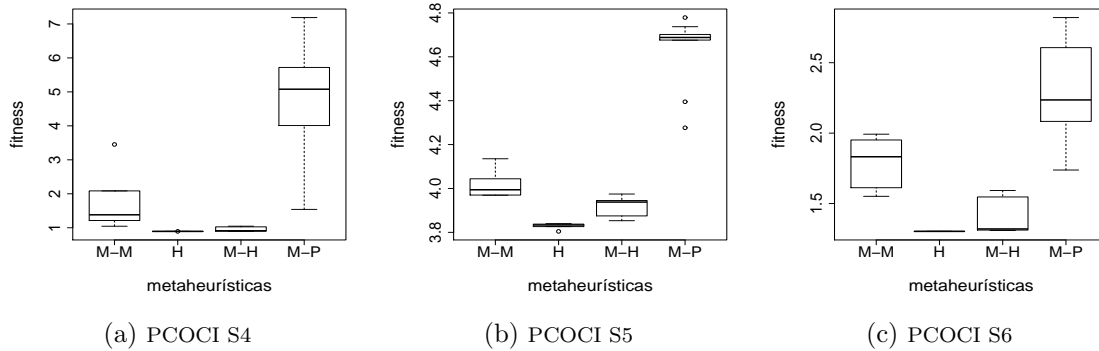 fitness
7
6
5
4
3
2
1
M−M H M−H M−P
metaheurísticas
(a) PCOCI S4
fitness
4.8
4.6
4.4
4.2
4.0
3.8
M−M H M−H M−P
metaheurísticas
(b) PCOCI S5
fitness
2.5
2.0
1.5
M−M H M−H M−P
metaheurísticas
(c) PCOCI S6